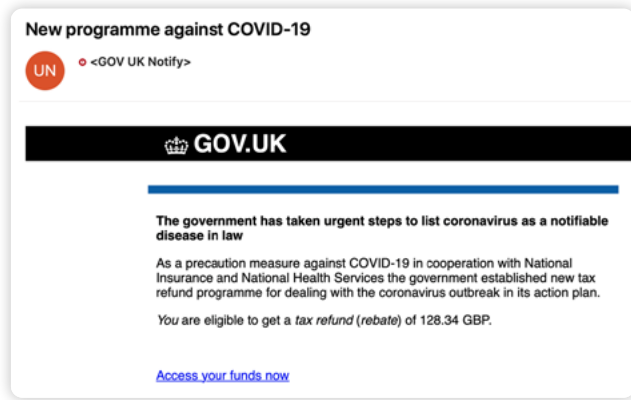 New programme against COVID-19
UN
<GOV UK Notify>
GOV.UK
The government has taken urgent steps to list coronavirus as a notifiable
disease in law
As a precaution measure against COVID-19 in cooperation with National
Insurance and National Health Services the government established new tax
refund programme for dealing with the coronavirus outbreak in its action plan.
You are eligible to get a tax refund (rebate) of 128.34 GBP.
Access your funds now